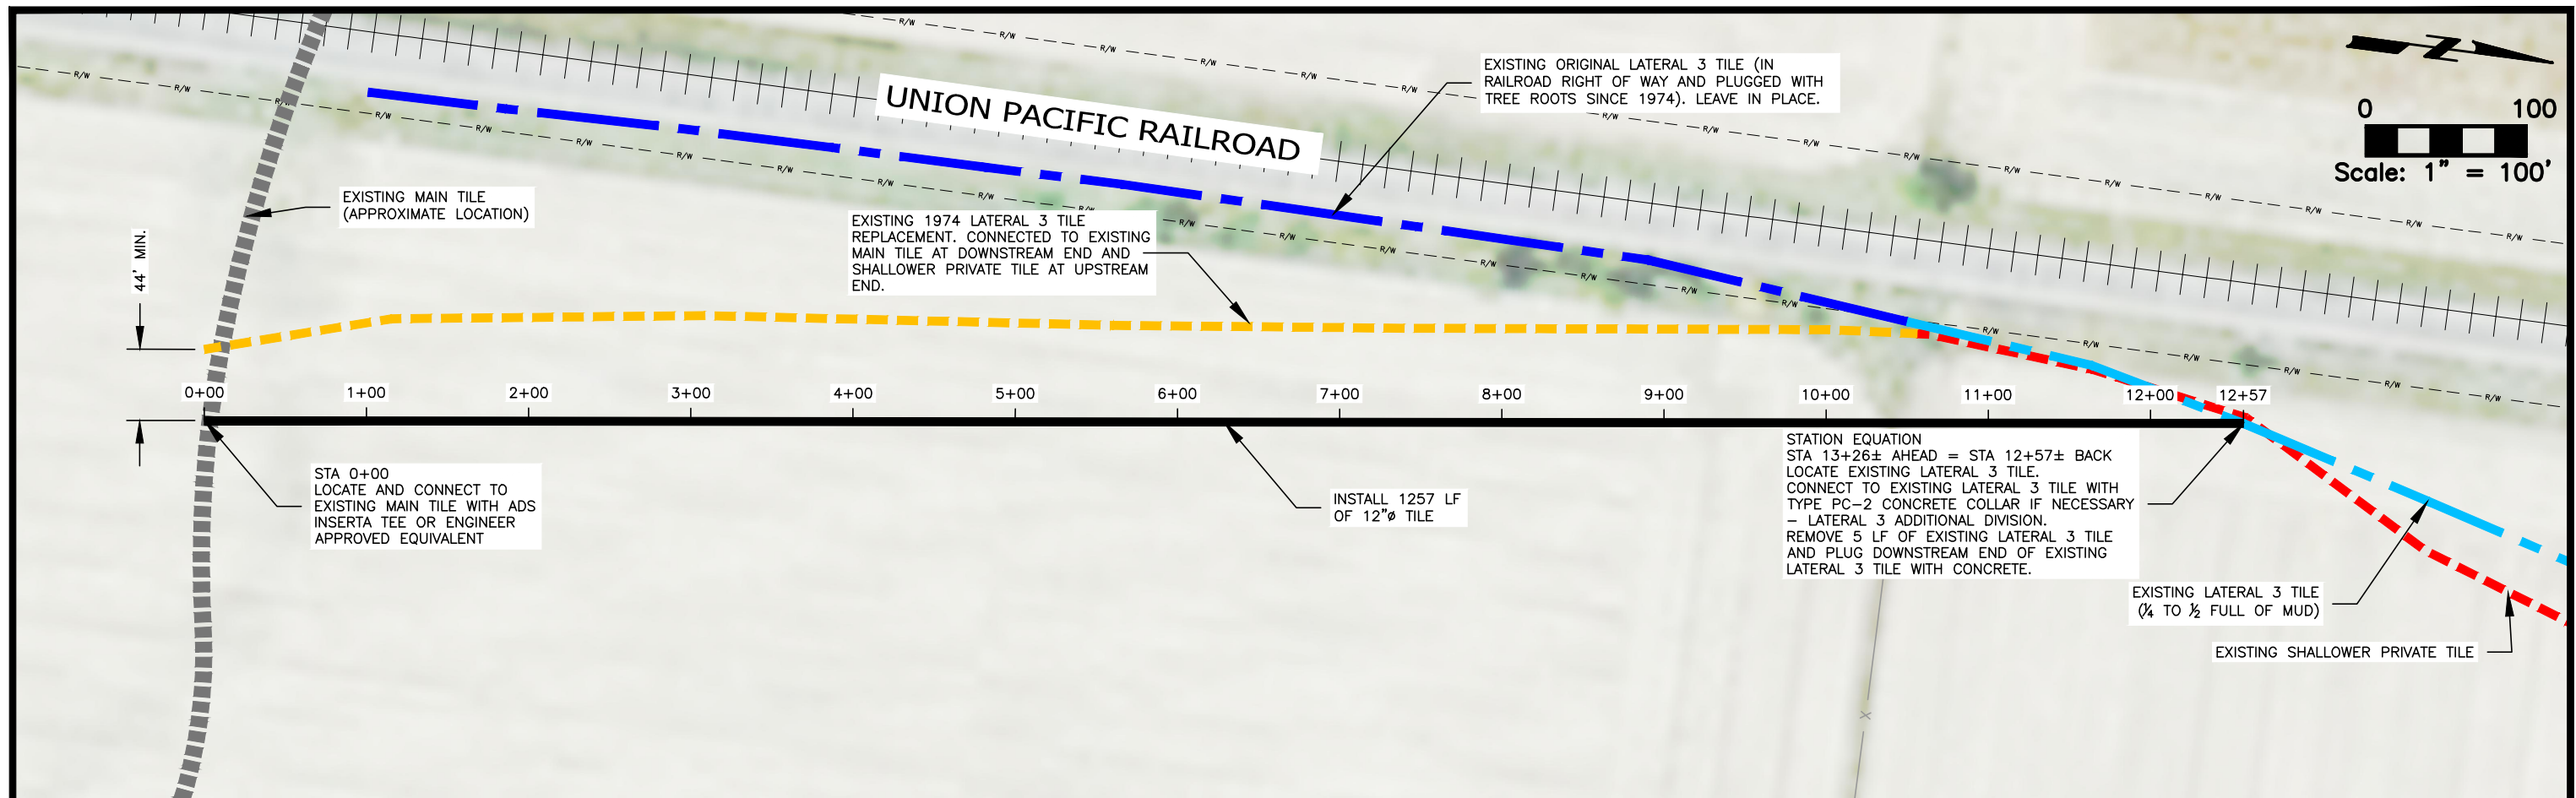 UNION PACIFIC RAILROAD
EXISTING ORIGINAL LATERAL 3 TILE (IN
RAILROAD RIGHT OF WAY AND PLUGGED WITH
TREE ROOTS SINCE 1974). LEAVE IN PLACE.
0 100
Scale: 1" = 100'
EXISTING MAIN TILE
(APPROXIMATE LOCATION)
44' MIN.
EXISTING 1974 LATERAL 3 TILE
REPLACEMENT. CONNECTED TO EXISTING
MAIN TILE AT DOWNSTREAM END AND
SHALLOWER PRIVATE TILE AT UPSTREAM
END.
0+00 1+00 2+00 3+00 4+00 5+00 6+00 7+00 8+00 9+00 10+00 11+00 12+00 12+57
STA 0+00
LOCATE AND CONNECT TO
EXISTING MAIN TILE WITH ADS
INSERTA TEE OR ENGINEER
APPROVED EQUIVALENT
INSTALL 1257 LF
OF 12"ø TILE
STATION EQUATION
STA 13+26± AHEAD = STA 12+57± BACK
LOCATE EXISTING LATERAL 3 TILE.
CONNECT TO EXISTING LATERAL 3 TILE WITH
TYPE PC-2 CONCRETE COLLAR IF NECESSARY
- LATERAL 3 ADDITIONAL DIVISION.
REMOVE 5 LF OF EXISTING LATERAL 3 TILE
AND PLUG DOWNSTREAM END OF EXISTING
LATERAL 3 TILE WITH CONCRETE.
EXISTING LATERAL 3 TILE
(¼ TO ½ FULL OF MUD)
EXISTING SHALLOWER PRIVATE TILE
R/W
X